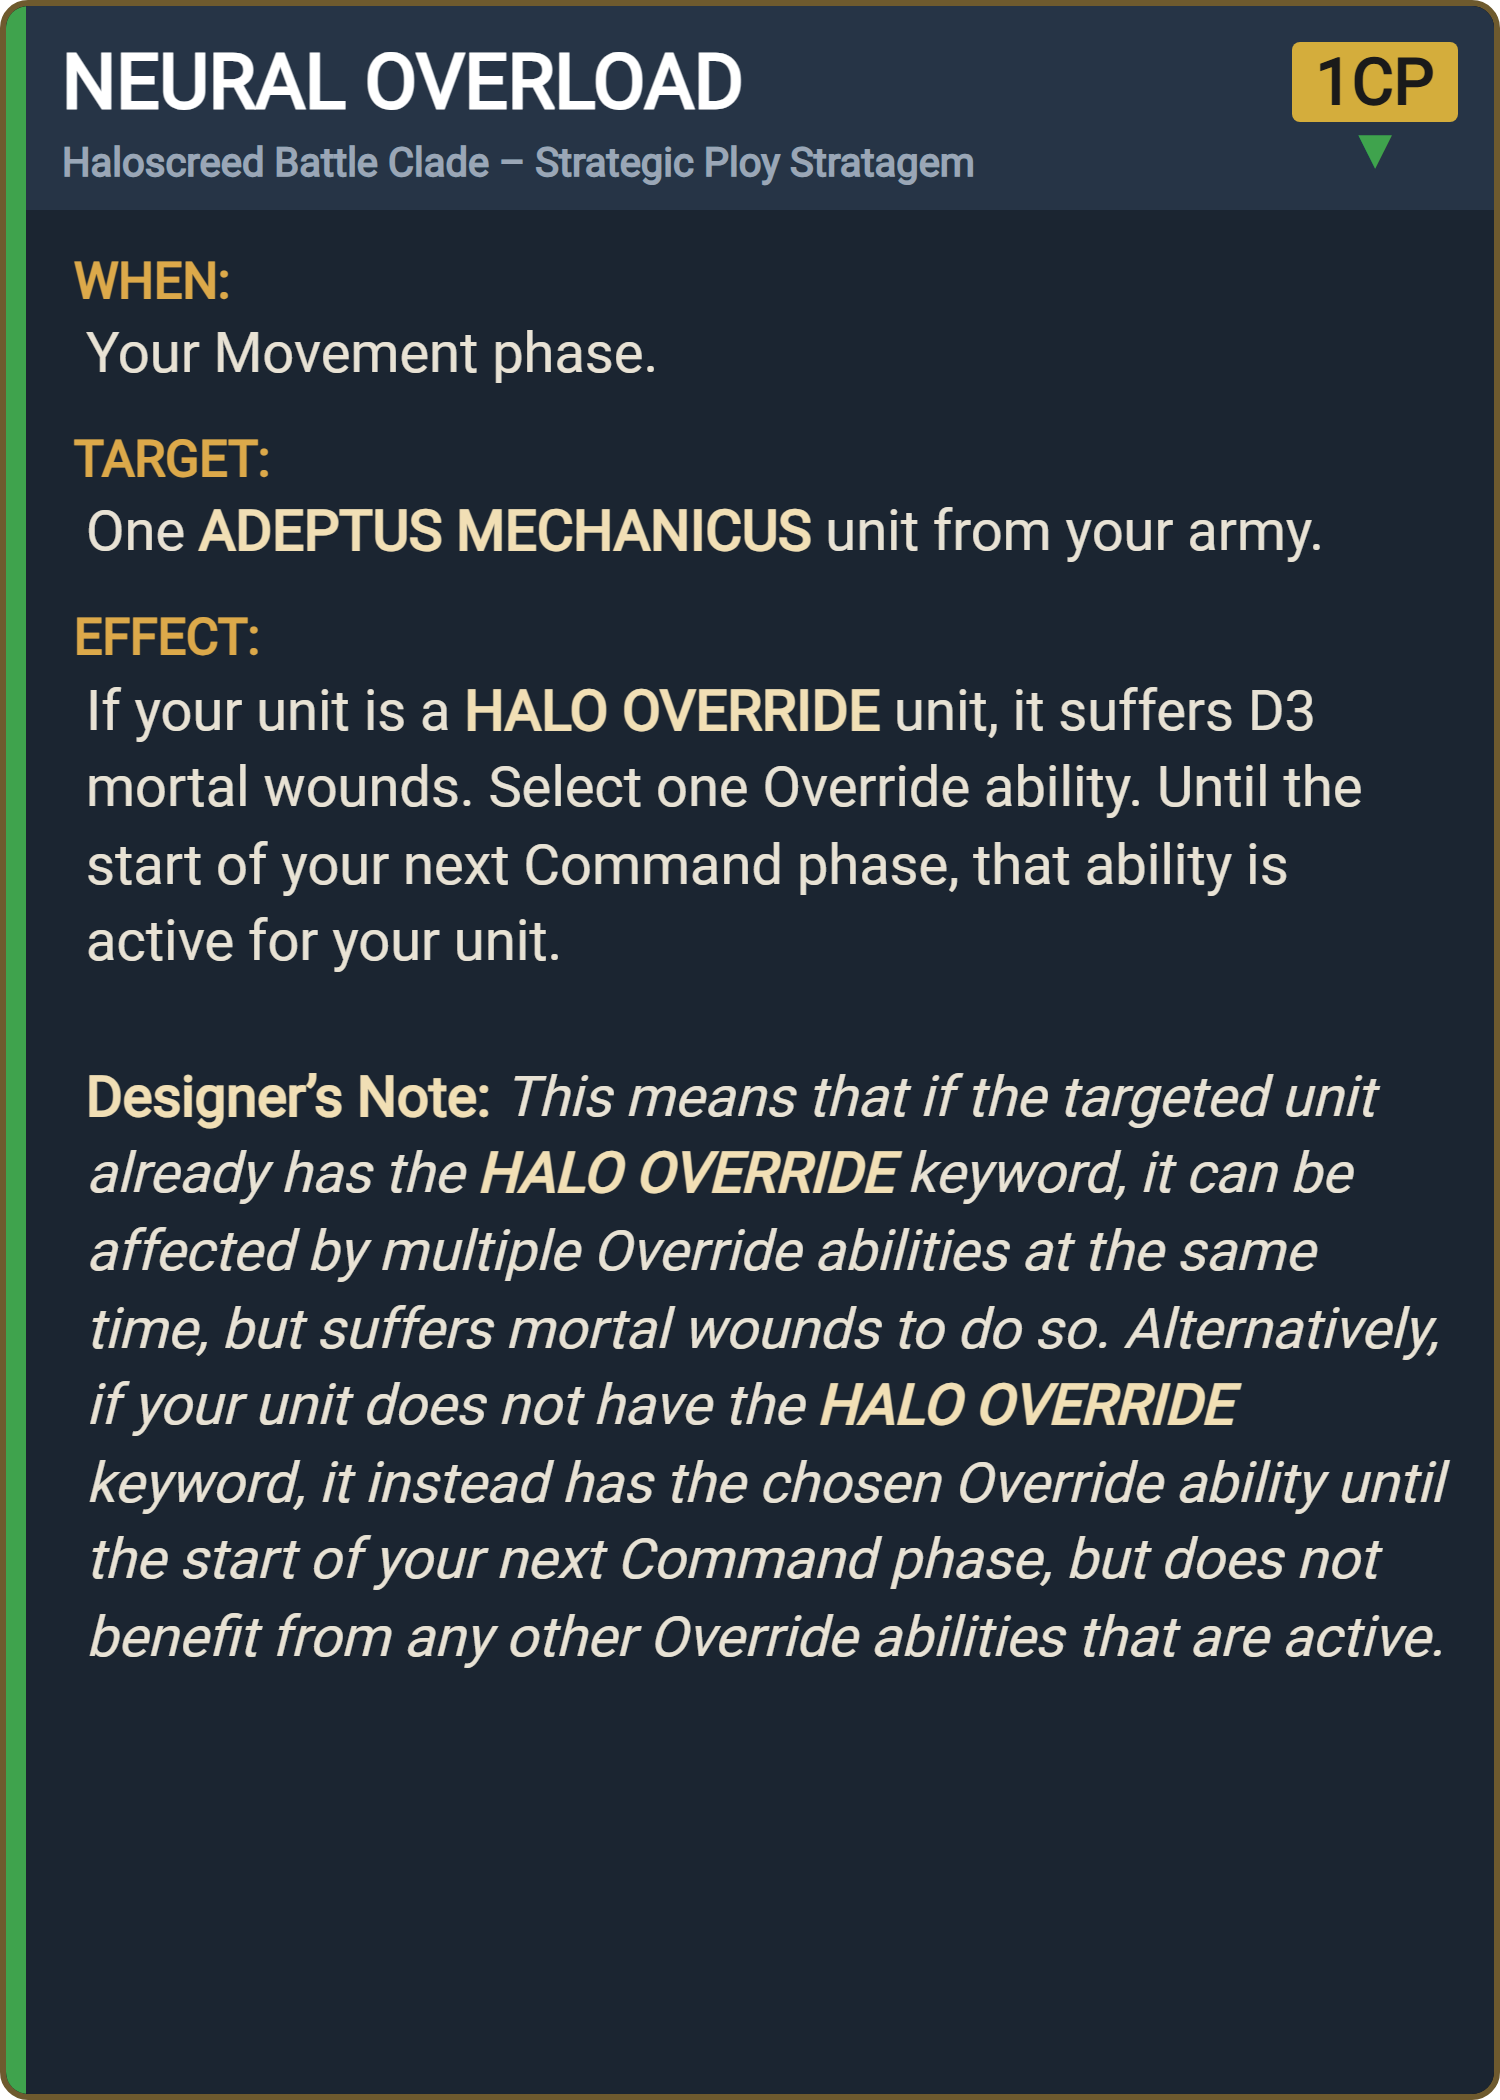 NEURAL OVERLOAD
1CP
Haloscreed Battle Clade – Strategic Ploy Stratagem
WHEN:
Your Movement phase.
TARGET:
One ADEPTUS MECHANICUS unit from your army.
EFFECT:
If your unit is a HALO OVERRIDE unit, it suffers D3
mortal wounds. Select one Override ability. Until the
start of your next Command phase, that ability is
active for your unit.
Designer’s Note: This means that if the targeted unit
already has the HALO OVERRIDE keyword, it can be
affected by multiple Override abilities at the same
time, but suffers mortal wounds to do so. Alternatively,
if your unit does not have the HALO OVERRIDE
keyword, it instead has the chosen Override ability until
the start of your next Command phase, but does not
benefit from any other Override abilities that are active.